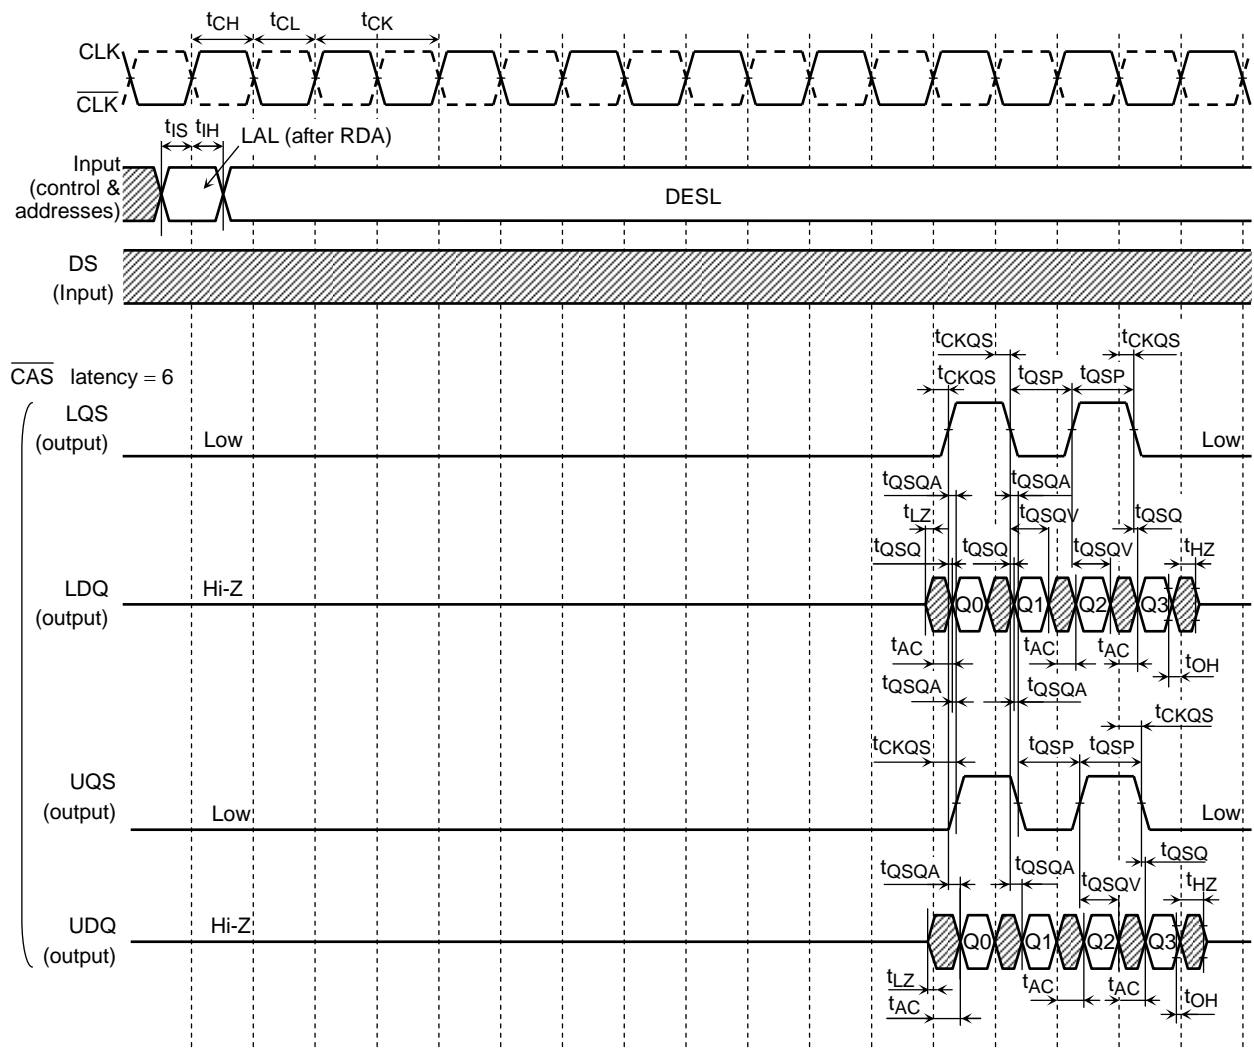 tCH tCL tCK
CLK
CLK
tIS tIH LAL (after RDA)
Input
(control &
addresses)
DESL
DS
(Input)
tCKQS tCKQS
CAS latency = 6
tCKQS tQSP tQSP
LQS
(output)
Low Low
tQSQA tQSQA
tLZ tQSQV tQSQ
tQSQ tQSQ tQSQV tHZ
LDQ
(output)
Hi-Z Q0 Q1 Q2 Q3
tAC tAC tAC tOH
tQSQA tQSQA
tCKQS
tCKQS tQSP tQSP
UQS
(output)
Low Low
tQSQ
tQSQA tQSQA tQSQV tHZ
UDQ
(output)
Hi-Z Q0 Q1 Q2 Q3
tLZ tAC tAC tOH
tAC